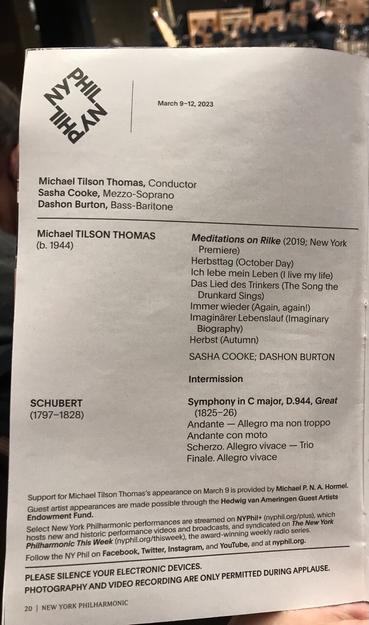 NY PHIL NY PHIL
March 9–12, 2023
Michael Tilson Thomas, Conductor
Sasha Cooke, Mezzo-Soprano
Dashon Burton, Bass-Baritone
Michael TILSON THOMAS
(b. 1944)
Meditations on Rilke (2019; New York
Premiere)
Herbsttag (October Day)
Ich lebe mein Leben (I live my life)
Das Lied des Trinkers (The Song the
Drunkard Sings)
Immer wieder (Again, again!)
Imaginärer Lebenslauf (Imaginary
Biography)
Herbst (Autumn)
SASHA COOKE; DASHON BURTON
Intermission
SCHUBERT
(1797–1828)
Symphony in C major, D.944, Great
(1825–26)
Andante — Allegro ma non troppo
Andante con moto
Scherzo. Allegro vivace — Trio
Finale. Allegro vivace
Support for Michael Tilson Thomas's appearance on March 9 is provided by Michael P. N. A. Hormel.
Guest artist appearances are made possible through the Hedwig van Ameringen Guest Artists
Endowment Fund.
Select New York Philharmonic performances are streamed on NYPhil+ (nyphil.org/plus), which
hosts new and historic performance videos and broadcasts, and syndicated on The New York
Philharmonic This Week (nyphil.org/thisweek), the award-winning weekly radio series.
Follow the NY Phil on Facebook, Twitter, Instagram, and YouTube, and at nyphil.org.
PLEASE SILENCE YOUR ELECTRONIC DEVICES.
PHOTOGRAPHY AND VIDEO RECORDING ARE ONLY PERMITTED DURING APPLAUSE.
20 | NEW YORK PHILHARMONIC